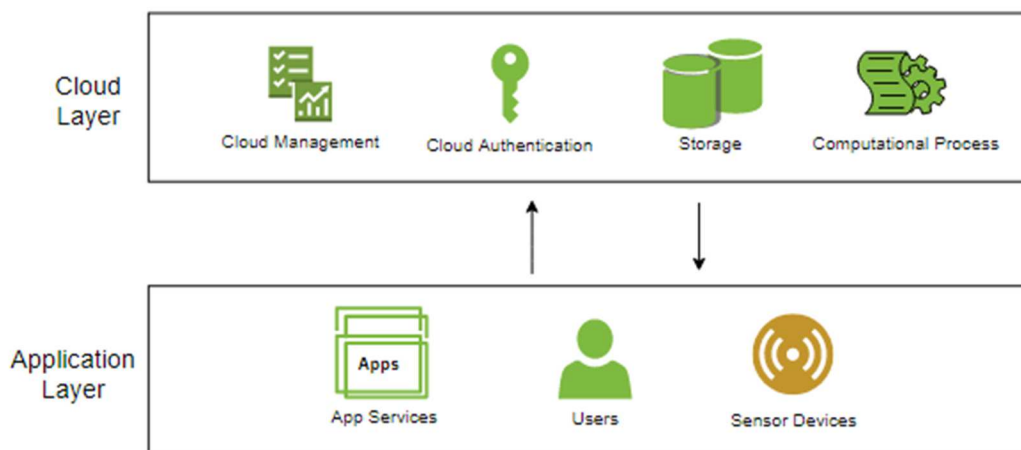 Cloud
Layer
Cloud Management
Cloud Authentication
Storage
Computational Process
Application
Layer
Apps
App Services
Users
Sensor Devices